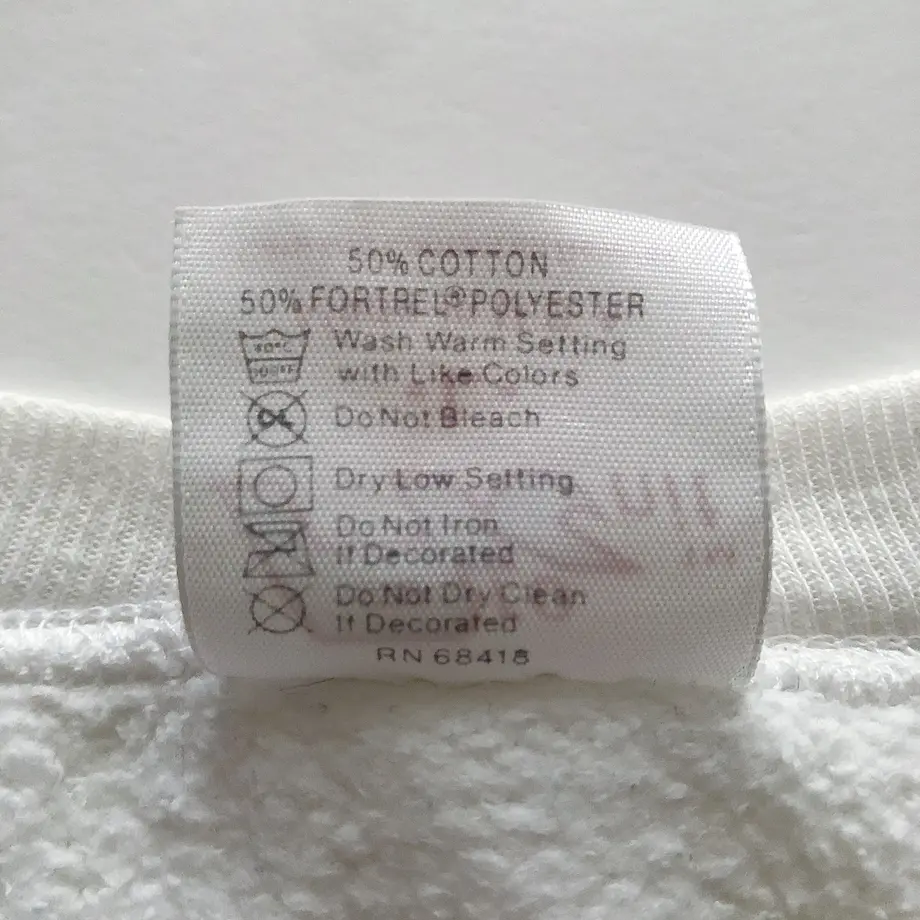 50% COTTON
50% FORTREL® POLYESTER
Wash Warm Setting
with Like Colors
Do Not Bleach
Dry Low Setting
Do Not Iron
If Decorated
Do Not Dry Clean
If Decorated
RN 68418